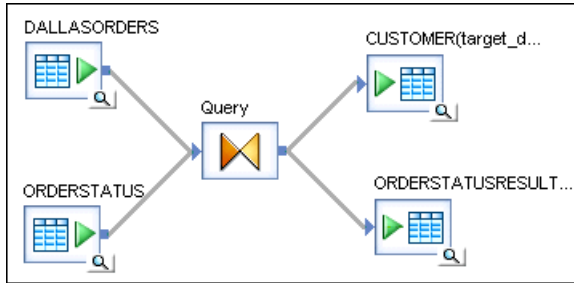 DALLASORDERS
CUSTOMER(target_d...
Query
ORDERSTATUS
ORDERSTATUSRESULT...